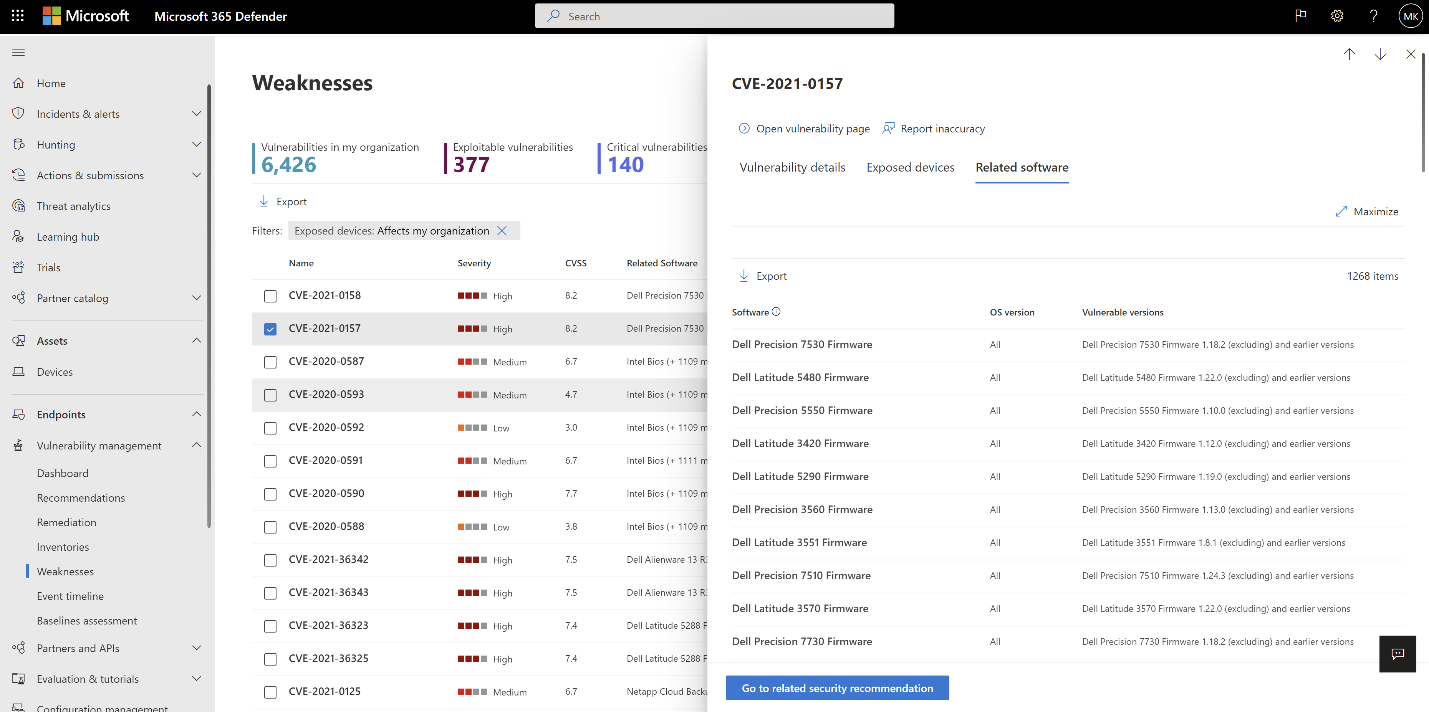 Microsoft Microsoft 365 Defender Search MK
Home
Incidents & alerts
Hunting
Actions & submissions
Threat analytics
Learning hub
Trials
Partner catalog
Assets
Devices
Endpoints
Vulnerability management
Dashboard
Recommendations
Remediation
Inventories
Weaknesses
Event timeline
Baselines assessment
Partners and APIs
Evaluation & tutorials
Configuration management
Weaknesses
Vulnerabilities in my organization Exploitable vulnerabilities Critical vulnerabilities
6,426 377 140
Export
Filters: Exposed devices: Affects my organization
Name Severity CVSS Related Software
CVE-2021-0158 High 8.2 Dell Precision 7530
CVE-2021-0157 High 8.2 Dell Precision 7530
CVE-2020-0587 Medium 6.7 Intel Bios (+ 1109 m
CVE-2020-0593 Medium 4.7 Intel Bios (+ 1109 m
CVE-2020-0592 Low 3.0 Intel Bios (+ 1109 m
CVE-2020-0591 Medium 6.7 Intel Bios (+ 1111 m
CVE-2020-0590 High 7.7 Intel Bios (+ 1109 m
CVE-2020-0588 Low 3.8 Intel Bios (+ 1109 m
CVE-2021-36342 High 7.5 Dell Alienware 13 R
CVE-2021-36343 High 7.5 Dell Alienware 13 R
CVE-2021-36323 High 7.4 Dell Latitude 5288 F
CVE-2021-36325 High 7.4 Dell Latitude 5288 F
CVE-2021-0125 Medium 6.7 Netapp Cloud Back
CVE-2021-0157
Open vulnerability page Report inaccuracy
Vulnerability details Exposed devices Related software
Maximize
Export 1268 items
Software OS version Vulnerable versions
Dell Precision 7530 Firmware All Dell Precision 7530 Firmware 1.18.2 (excluding) and earlier versions
Dell Latitude 5480 Firmware All Dell Latitude 5480 Firmware 1.22.0 (excluding) and earlier versions
Dell Precision 5550 Firmware All Dell Precision 5550 Firmware 1.10.0 (excluding) and earlier versions
Dell Latitude 3420 Firmware All Dell Latitude 3420 Firmware 1.12.0 (excluding) and earlier versions
Dell Latitude 5290 Firmware All Dell Latitude 5290 Firmware 1.19.0 (excluding) and earlier versions
Dell Precision 3560 Firmware All Dell Precision 3560 Firmware 1.13.0 (excluding) and earlier versions
Dell Latitude 3551 Firmware All Dell Latitude 3551 Firmware 1.8.1 (excluding) and earlier versions
Dell Precision 7510 Firmware All Dell Precision 7510 Firmware 1.24.3 (excluding) and earlier versions
Dell Latitude 3570 Firmware All Dell Latitude 3570 Firmware 1.22.0 (excluding) and earlier versions
Dell Precision 7730 Firmware All Dell Precision 7730 Firmware 1.18.2 (excluding) and earlier versions
Go to related security recommendation